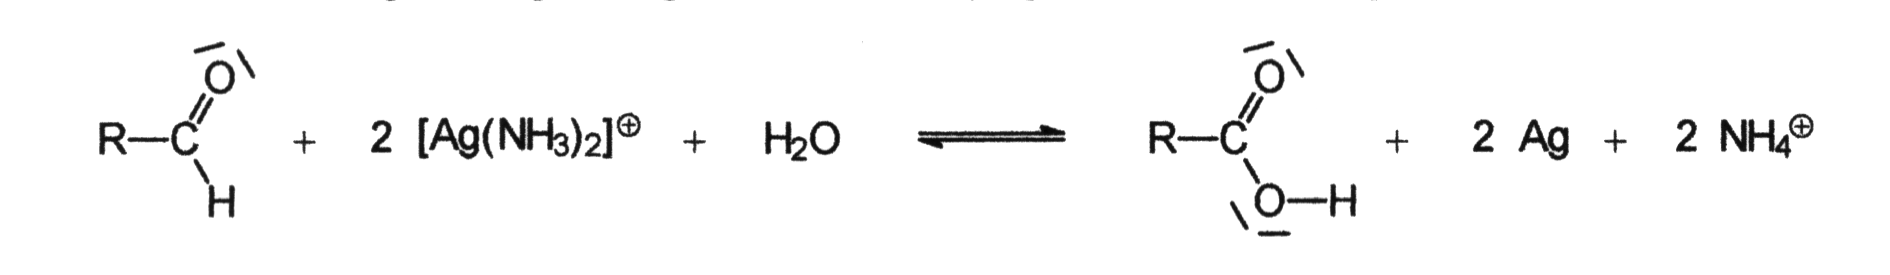 R–C(=O)–H + 2 [Ag(NH₃)₂]⊕ + H₂O ⇌ R–C(=O)–O–H + 2 Ag + 2 NH₄⊕